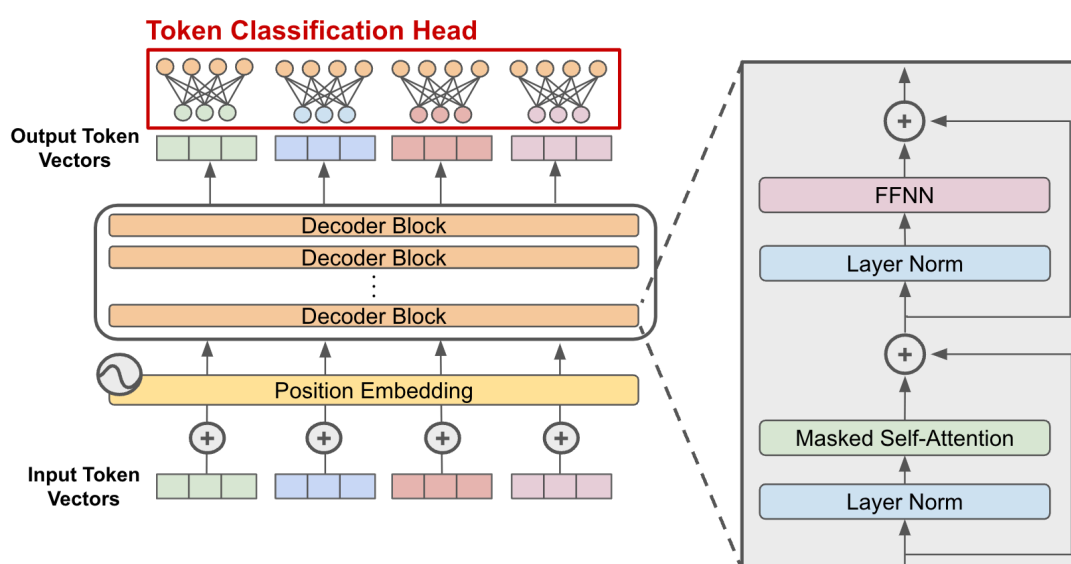 Token Classification Head
Output Token
Vectors
Decoder Block
Decoder Block
Decoder Block
Position Embedding
Input Token
Vectors
FFNN
Layer Norm
Masked Self-Attention
Layer Norm